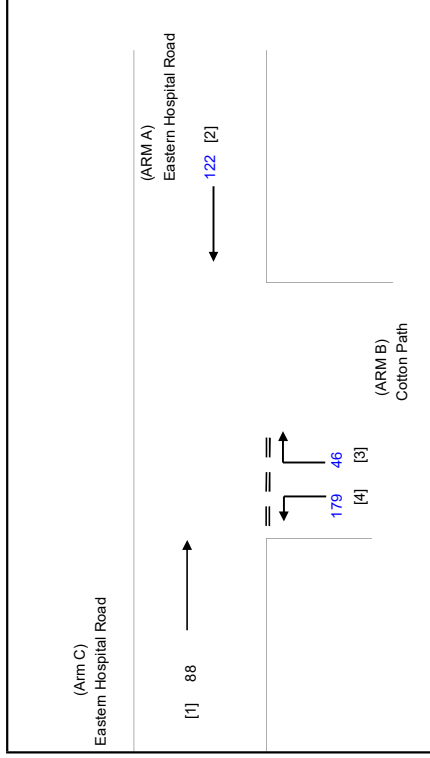 (Arm C)
Eastern Hospital Road
[1] 88
(ARM A)
Eastern Hospital Road
122 [2]
179
[4]
46
[3]
(ARM B)
Cotton Path